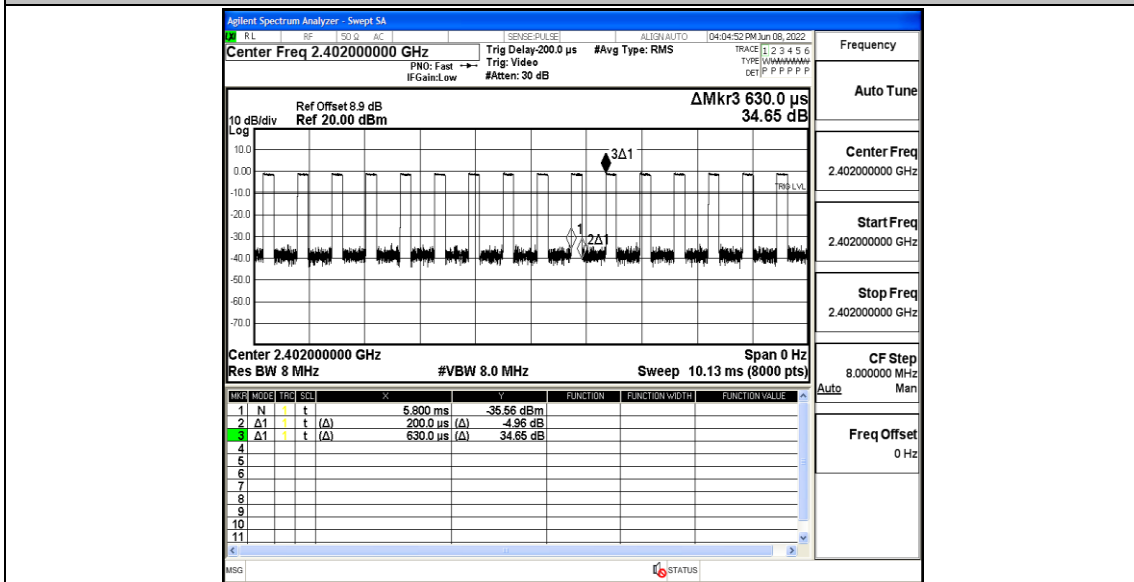 Agilent Spectrum Analyzer - Swept SA
RL RF 50 Ω AC SENSE:PULSE ALIGN AUTO 04:04:52 PM Jun 08, 2022
Center Freq 2.402000000 GHz
PNO: Fast
IFGain:Low
Trig Delay-200.0 µs
Trig: Video
#Atten: 30 dB
#Avg Type: RMS
TRACE 1 2 3 4 5 6
TYPE
DET P P P P P P
Ref Offset 8.9 dB
Ref 20.00 dBm
10 dB/div
Log
ΔMkr3 630.0 µs
34.65 dB
10.0
0.00
-10.0
-20.0
-30.0
-40.0
-50.0
-60.0
-70.0
3Δ1
TRIG LVL
1
2Δ1
Center 2.402000000 GHz Span 0 Hz
Res BW 8 MHz #VBW 8.0 MHz Sweep 10.13 ms (8000 pts)
MKR MODE TRC SCL X Y FUNCTION FUNCTION WIDTH FUNCTION VALUE
1 N 1 t 5.800 ms -35.56 dBm
2 Δ1 1 t (Δ) 200.0 µs (Δ) -4.96 dB
3 Δ1 1 t (Δ) 630.0 µs (Δ) 34.65 dB
4
5
6
7
8
9
10
11
MSG STATUS
Frequency
Auto Tune
Center Freq
2.402000000 GHz
Start Freq
2.402000000 GHz
Stop Freq
2.402000000 GHz
CF Step
8.000000 MHz
Auto Man
Freq Offset
0 Hz